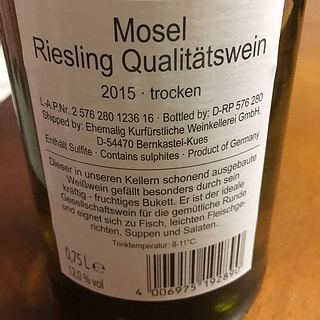 Mosel
Riesling Qualitätswein
2015 · trocken
L-A.P.Nr. 2 576 280 1236 16 · Bottled by: D-RP 576 280
Shipped by: Ehemalig Kurfürstliche Weinkellerei GmbH.
D-54470 Bernkastel-Kues
Enthält Sulfite · Contains sulphites · Product of Germany
Dieser in unseren Kellern schonend ausgebaute
Weißwein gefällt besonders durch sein
kräftig - fruchtiges Bukett. Er ist der ideale
Gesellschaftswein für die gemütliche Runde
und eignet sich zu Fisch, leichten Fleischge-
richten, Suppen und Salaten.
Trinktemperatur: 8-11°C.
0,75 L e
12,0 % vol
4 006975 192890